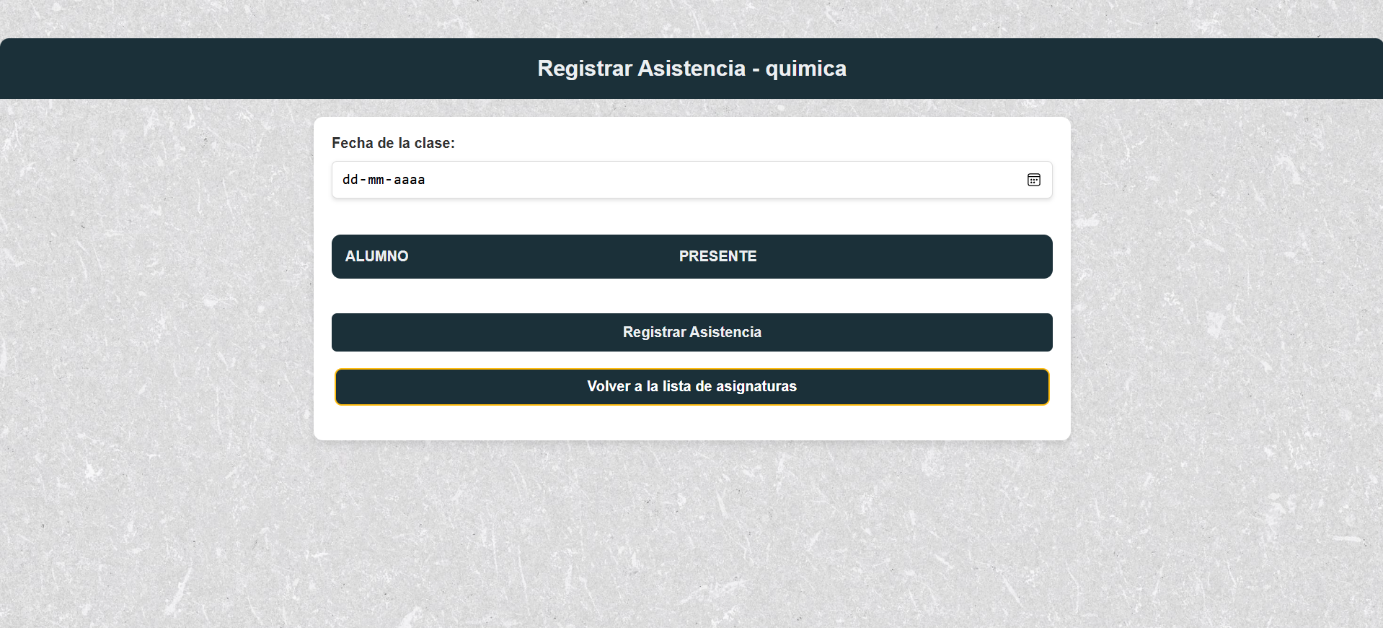 Registrar Asistencia - quimica
Fecha de la clase:
dd-mm-aaaa
ALUMNO PRESENTE
Registrar Asistencia
Volver a la lista de asignaturas